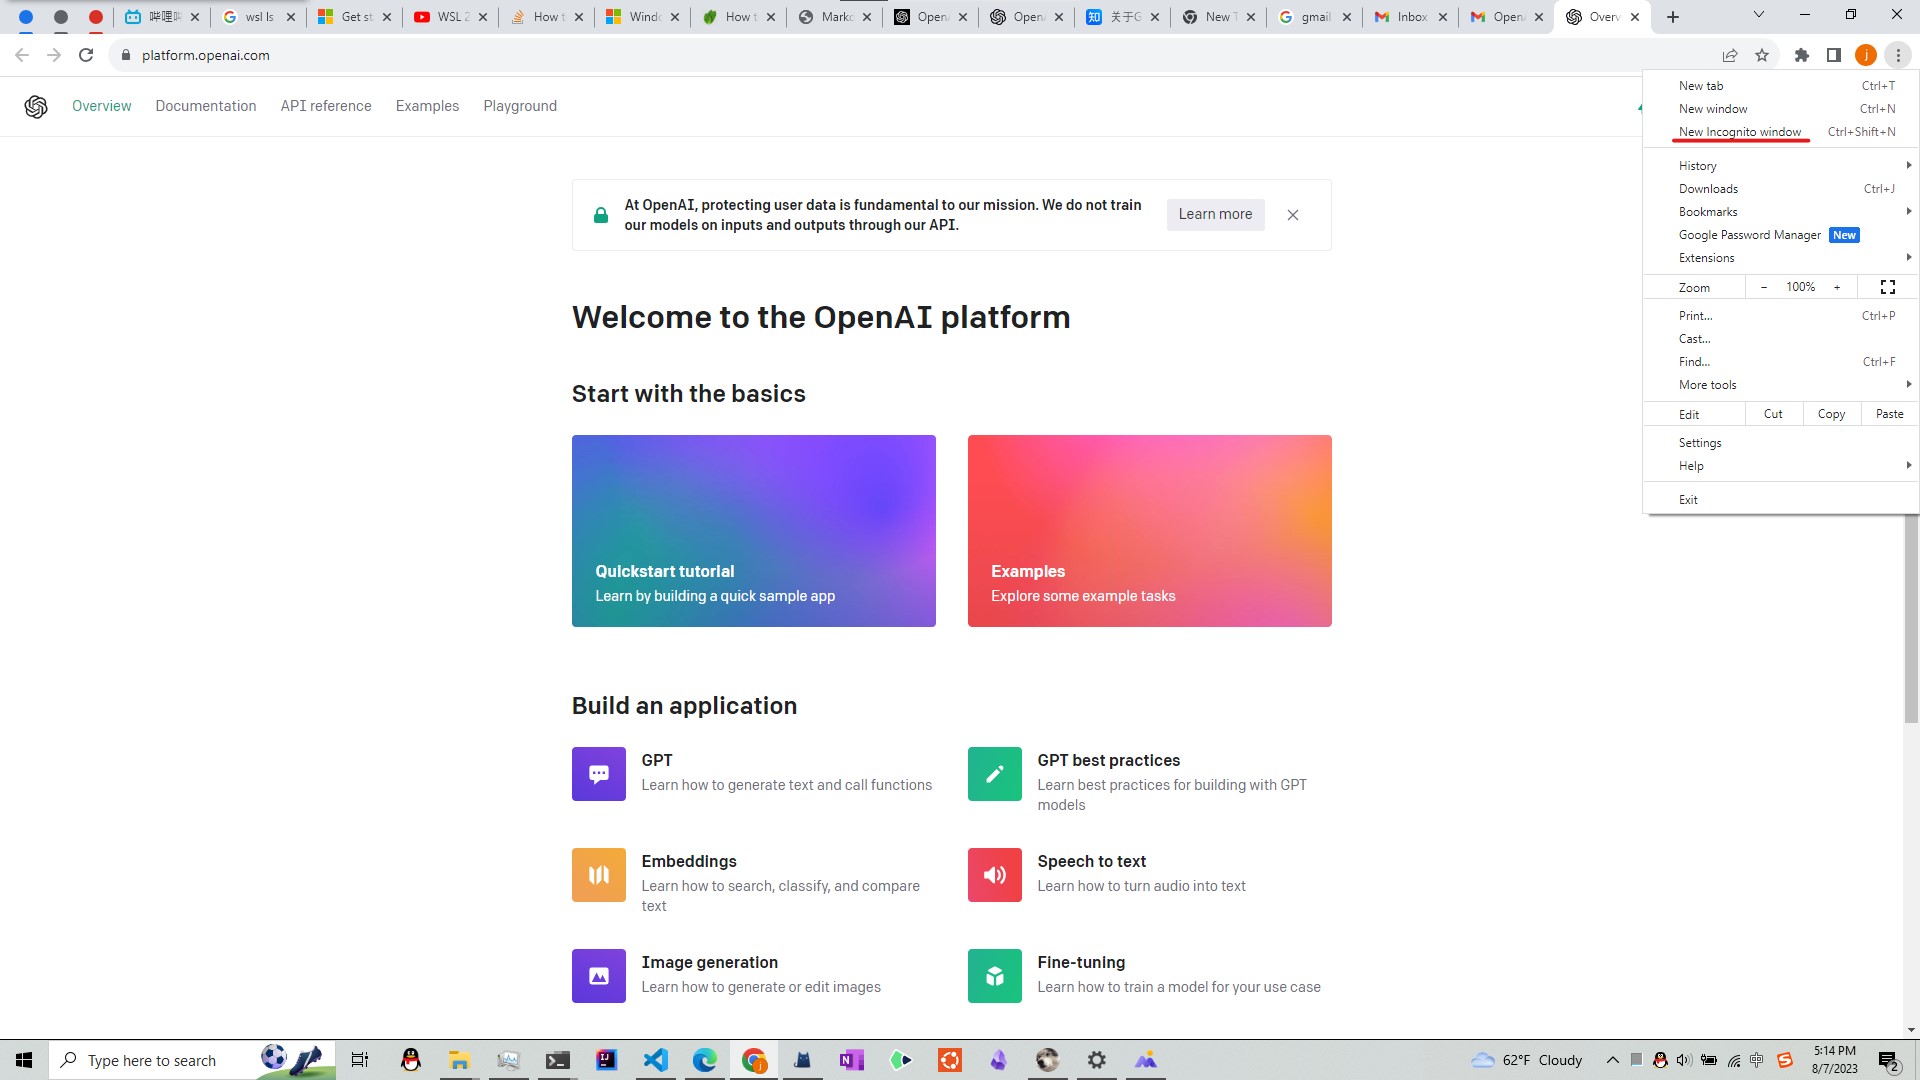 哔哩哔
wsl ls
Get st
WSL 2
How t
Windo
How t
Marko
OpenA
OpenA
关于G
New T
gmail
Inbox
OpenA
Overv
platform.openai.com
j
Overview
Documentation
API reference
Examples
Playground
New tab
Ctrl+T
New window
Ctrl+N
New Incognito window
Ctrl+Shift+N
History
Downloads
Ctrl+J
Bookmarks
Google Password Manager New
Extensions
Zoom
- 100% +
Print...
Ctrl+P
Cast...
Find...
Ctrl+F
More tools
Edit
Cut
Copy
Paste
Settings
Help
Exit
At OpenAI, protecting user data is fundamental to our mission. We do not train
our models on inputs and outputs through our API.
Learn more
Welcome to the OpenAI platform
Start with the basics
Quickstart tutorial
Learn by building a quick sample app
Examples
Explore some example tasks
Build an application
GPT
Learn how to generate text and call functions
GPT best practices
Learn best practices for building with GPT
models
Embeddings
Learn how to search, classify, and compare
text
Speech to text
Learn how to turn audio into text
Image generation
Learn how to generate or edit images
Fine-tuning
Learn how to train a model for your use case
Type here to search
62°F Cloudy
中
5:14 PM
8/7/2023
2